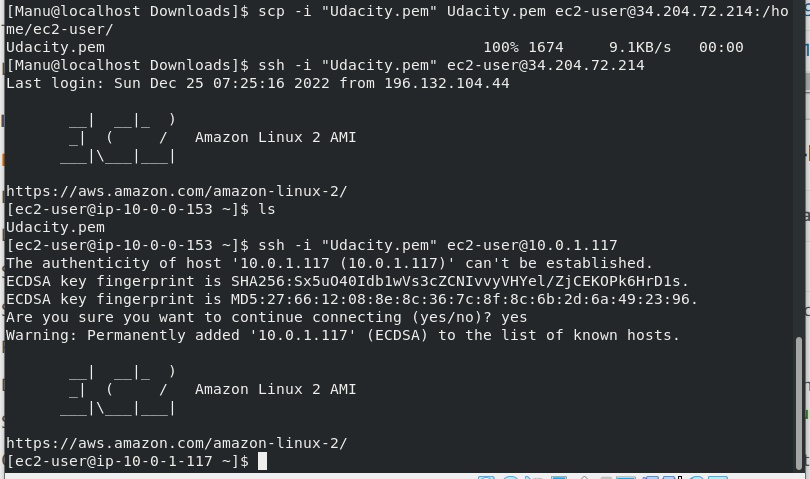 [Manu@localhost Downloads]$ scp -i "Udacity.pem" Udacity.pem ec2-user@34.204.72.214:/ho
me/ec2-user/
Udacity.pem                                          100% 1674     9.1KB/s   00:00
[Manu@localhost Downloads]$ ssh -i "Udacity.pem" ec2-user@34.204.72.214
Last login: Sun Dec 25 07:25:16 2022 from 196.132.104.44

       __|  __|_  )
       _|  (     /   Amazon Linux 2 AMI
      ___|\___|___|

https://aws.amazon.com/amazon-linux-2/
[ec2-user@ip-10-0-0-153 ~]$ ls
Udacity.pem
[ec2-user@ip-10-0-0-153 ~]$ ssh -i "Udacity.pem" ec2-user@10.0.1.117
The authenticity of host '10.0.1.117 (10.0.1.117)' can't be established.
ECDSA key fingerprint is SHA256:Sx5uO40Idb1wVs3cZCNIvvyVHYel/ZjCEKOPk6HrD1s.
ECDSA key fingerprint is MD5:27:66:12:08:8e:8c:36:7c:8f:8c:6b:2d:6a:49:23:96.
Are you sure you want to continue connecting (yes/no)? yes
Warning: Permanently added '10.0.1.117' (ECDSA) to the list of known hosts.

       __|  __|_  )
       _|  (     /   Amazon Linux 2 AMI
      ___|\___|___|

https://aws.amazon.com/amazon-linux-2/
[ec2-user@ip-10-0-1-117 ~]$